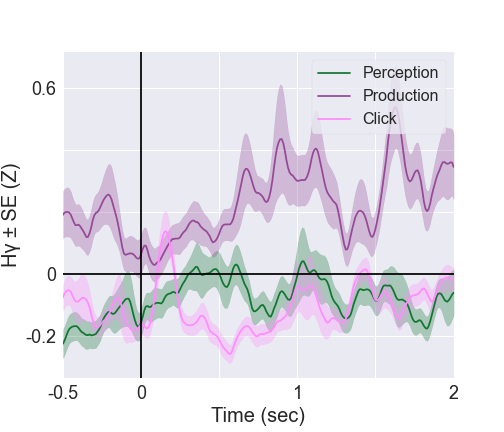 Perception
Production
Click
Hγ ± SE (Z)
0.6
0
-0.2
-0.5 0 1 2
Time (sec)